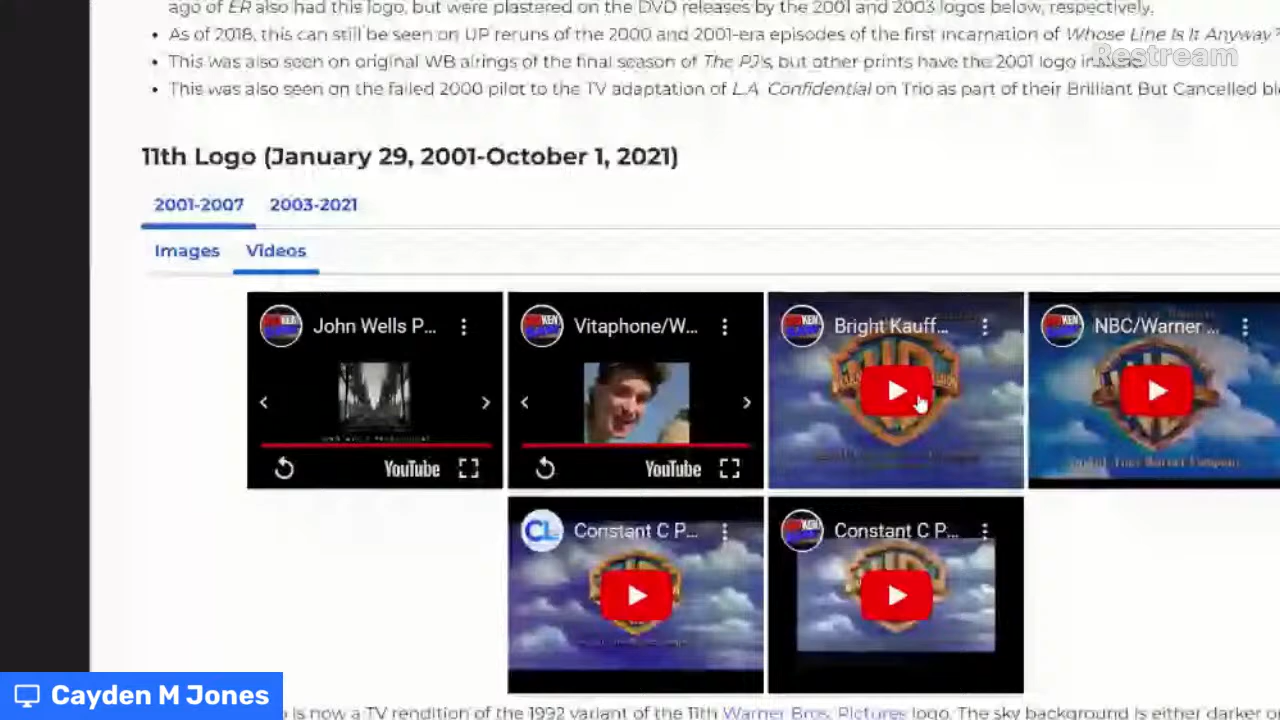 ago of ER also had this logo, but were plastered on the DVD releases by the 2001 and 2003 logos below, respectively.
• As of 2018, this can still be seen on UP reruns of the 2000 and 2001-era episodes of the first incarnation of Whose Line Is It Anyway?
• This was also seen on original WB airings of the final season of The PJs, but other prints have the 2001 logo
Restream
• This was also seen on the failed 2000 pilot to the TV adaptation of L.A. Confidential on Trio as part of their Brilliant But Cancelled
11th Logo (January 29, 2001-October 1, 2021)
2001-2007 2003-2021
Images Videos
John Wells P... Vitaphone/W... Bright Kauff... NBC/Warner ...
YouTube YouTube
CL Constant C P... Constant C P...
Cayden M Jones
is now a TV rendition of the 1992 variant of the 11th Warner Bros. Pictures logo. The sky background is either darker